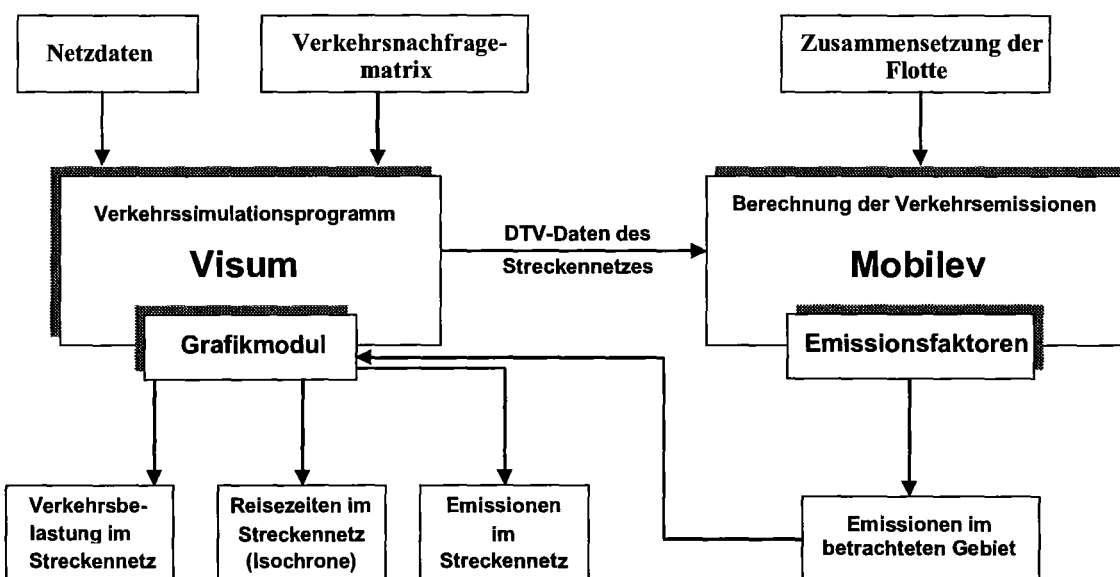 Netzdaten
Verkehrsnachfrage-
matrix
Zusammensetzung der
Flotte
Verkehrssimulationsprogramm
Visum
Grafikmodul
DTV-Daten des
Streckennetzes
Berechnung der Verkehrsemissionen
Mobilev
Emissionsfaktoren
Verkehrsbe-
lastung im
Streckennetz
Reisezeiten im
Streckennetz
(Isochrone)
Emissionen
im
Streckennetz
Emissionen im
betrachteten Gebiet